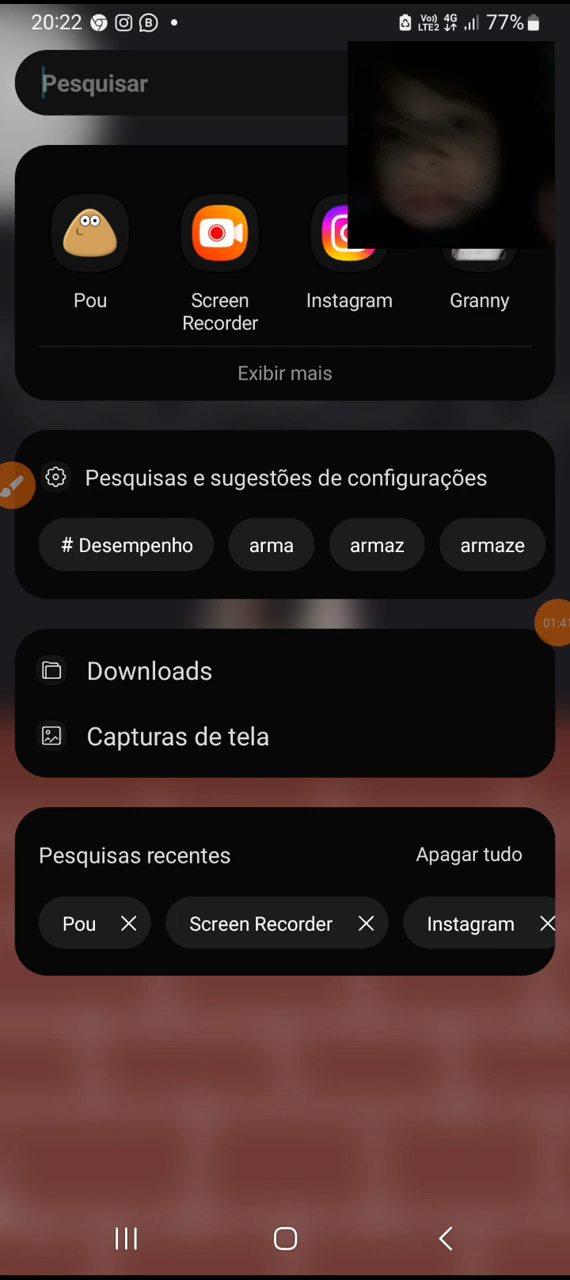 20:22
Vo) 4G
LTE2
77%
Pesquisar
Pou
Screen
Recorder
Instagram
Granny
Exibir mais
Pesquisas e sugestões de configurações
# Desempenho
arma
armaz
armaze
01:41
Downloads
Capturas de tela
Pesquisas recentes
Apagar tudo
Pou
Screen Recorder
Instagram